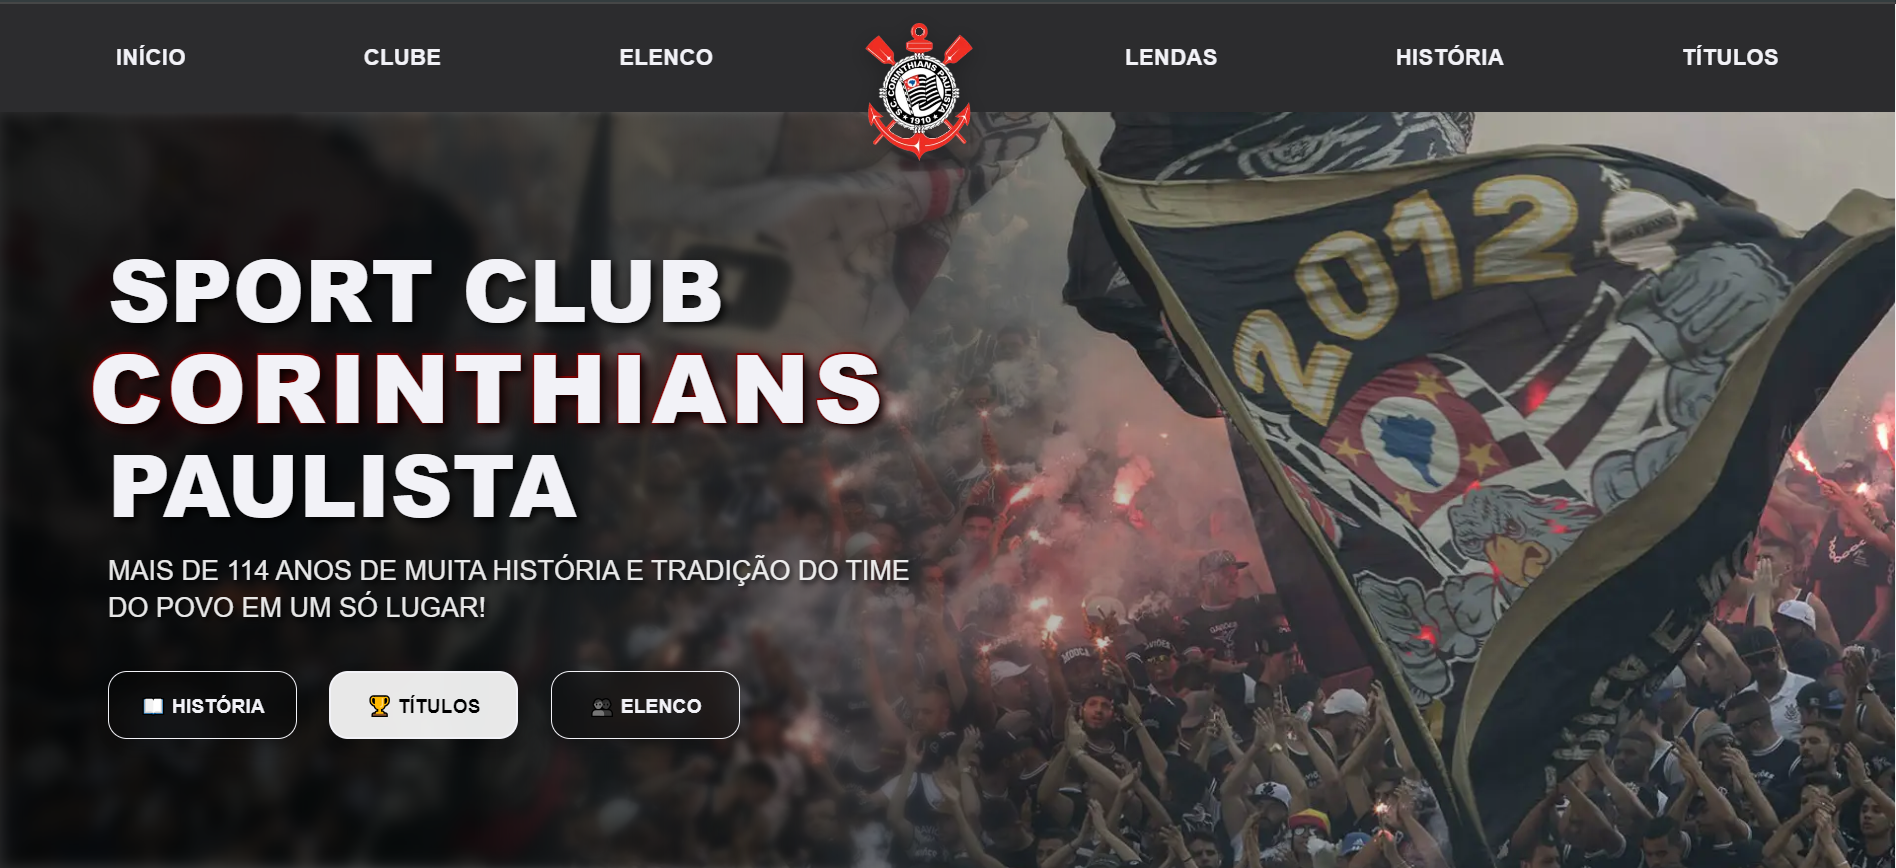 INÍCIO CLUBE ELENCO LENDAS HISTÓRIA TÍTULOS
S.C. CORINTHIANS PAULISTA
1910
SPORT CLUB
CORINTHIANS
PAULISTA
2012
MAIS DE 114 ANOS DE MUITA HISTÓRIA E TRADIÇÃO DO TIME
DO POVO EM UM SÓ LUGAR!
HISTÓRIA TÍTULOS ELENCO
MOOCA